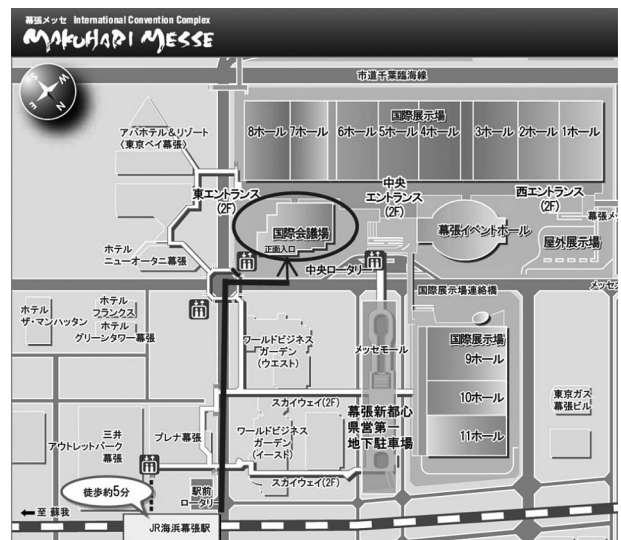 幕張メッセ International Convention Complex
MAKUHARI MESSE
S
W
E
N
市道千葉臨海線
国際展示場
8ホール 7ホール 6ホール 5ホール 4ホール 3ホール 2ホール 1ホール
アパホテル&リゾート
〈東京ベイ幕張〉
東エントランス
(2F)
中央
エントランス
(2F)
西エントランス
(2F)
国際会議場
正面入口
幕張イベントホール
幕張メ
屋外展示場
ホテル
ニューオータニ幕張
中央ロータリー
国際展示場連絡橋
メッセ
ホテル
ザ・マンハッタン
ホテル
フランクス
ホテル
グリーンタワー幕張
ワールドビジネス
ガーデン
(ウエスト)
メッセモール
国際展示場
9ホール
10ホール
11ホール
東京ガス
幕張ビル
スカイウェイ(2F)
幕張新都心
県営第一
地下駐車場
三井
アウトレットパーク
幕張
プレナ幕張
ワールドビジネス
ガーデン
(イースト)
スカイウェイ(2F)
徒歩約5分
駅前
ロータリー
←至 蘇我
JR海浜幕張駅